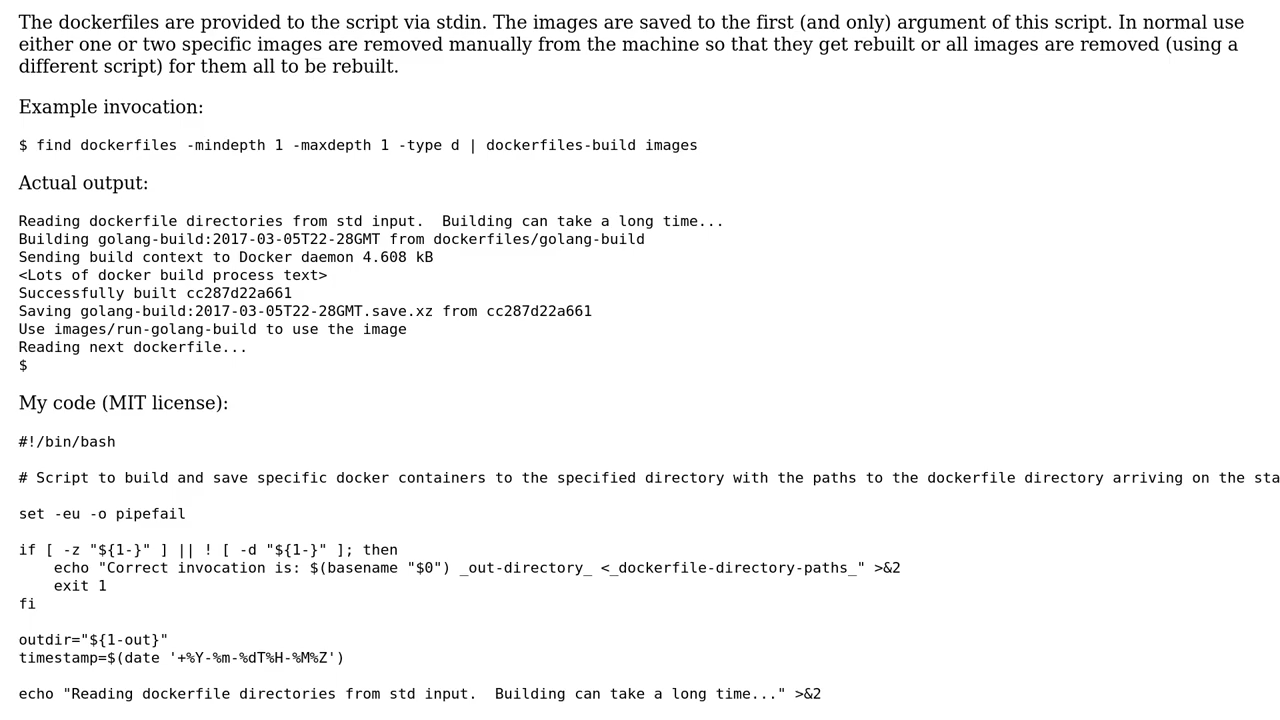 The dockerfiles are provided to the script via stdin. The images are saved to the first (and only) argument of this script. In normal use
either one or two specific images are removed manually from the machine so that they get rebuilt or all images are removed (using a
different script) for them all to be rebuilt.
Example invocation:
$ find dockerfiles -mindepth 1 -maxdepth 1 -type d | dockerfiles-build images
Actual output:
Reading dockerfile directories from std input.  Building can take a long time...
Building golang-build:2017-03-05T22-28GMT from dockerfiles/golang-build
Sending build context to Docker daemon 4.608 kB
<Lots of docker build process text>
Successfully built cc287d22a661
Saving golang-build:2017-03-05T22-28GMT.save.xz from cc287d22a661
Use images/run-golang-build to use the image
Reading next dockerfile...
$
My code (MIT license):
#!/bin/bash
# Script to build and save specific docker containers to the specified directory with the paths to the dockerfile directory arriving on the sta
set -eu -o pipefail
if [ -z "${1-}" ] || ! [ -d "${1-}" ]; then
    echo "Correct invocation is: $(basename "$0") _out-directory_ <_dockerfile-directory-paths_" >&2
    exit 1
fi
outdir="${1-out}"
timestamp=$(date '+%Y-%m-%dT%H-%M%Z')
echo "Reading dockerfile directories from std input.  Building can take a long time..." >&2